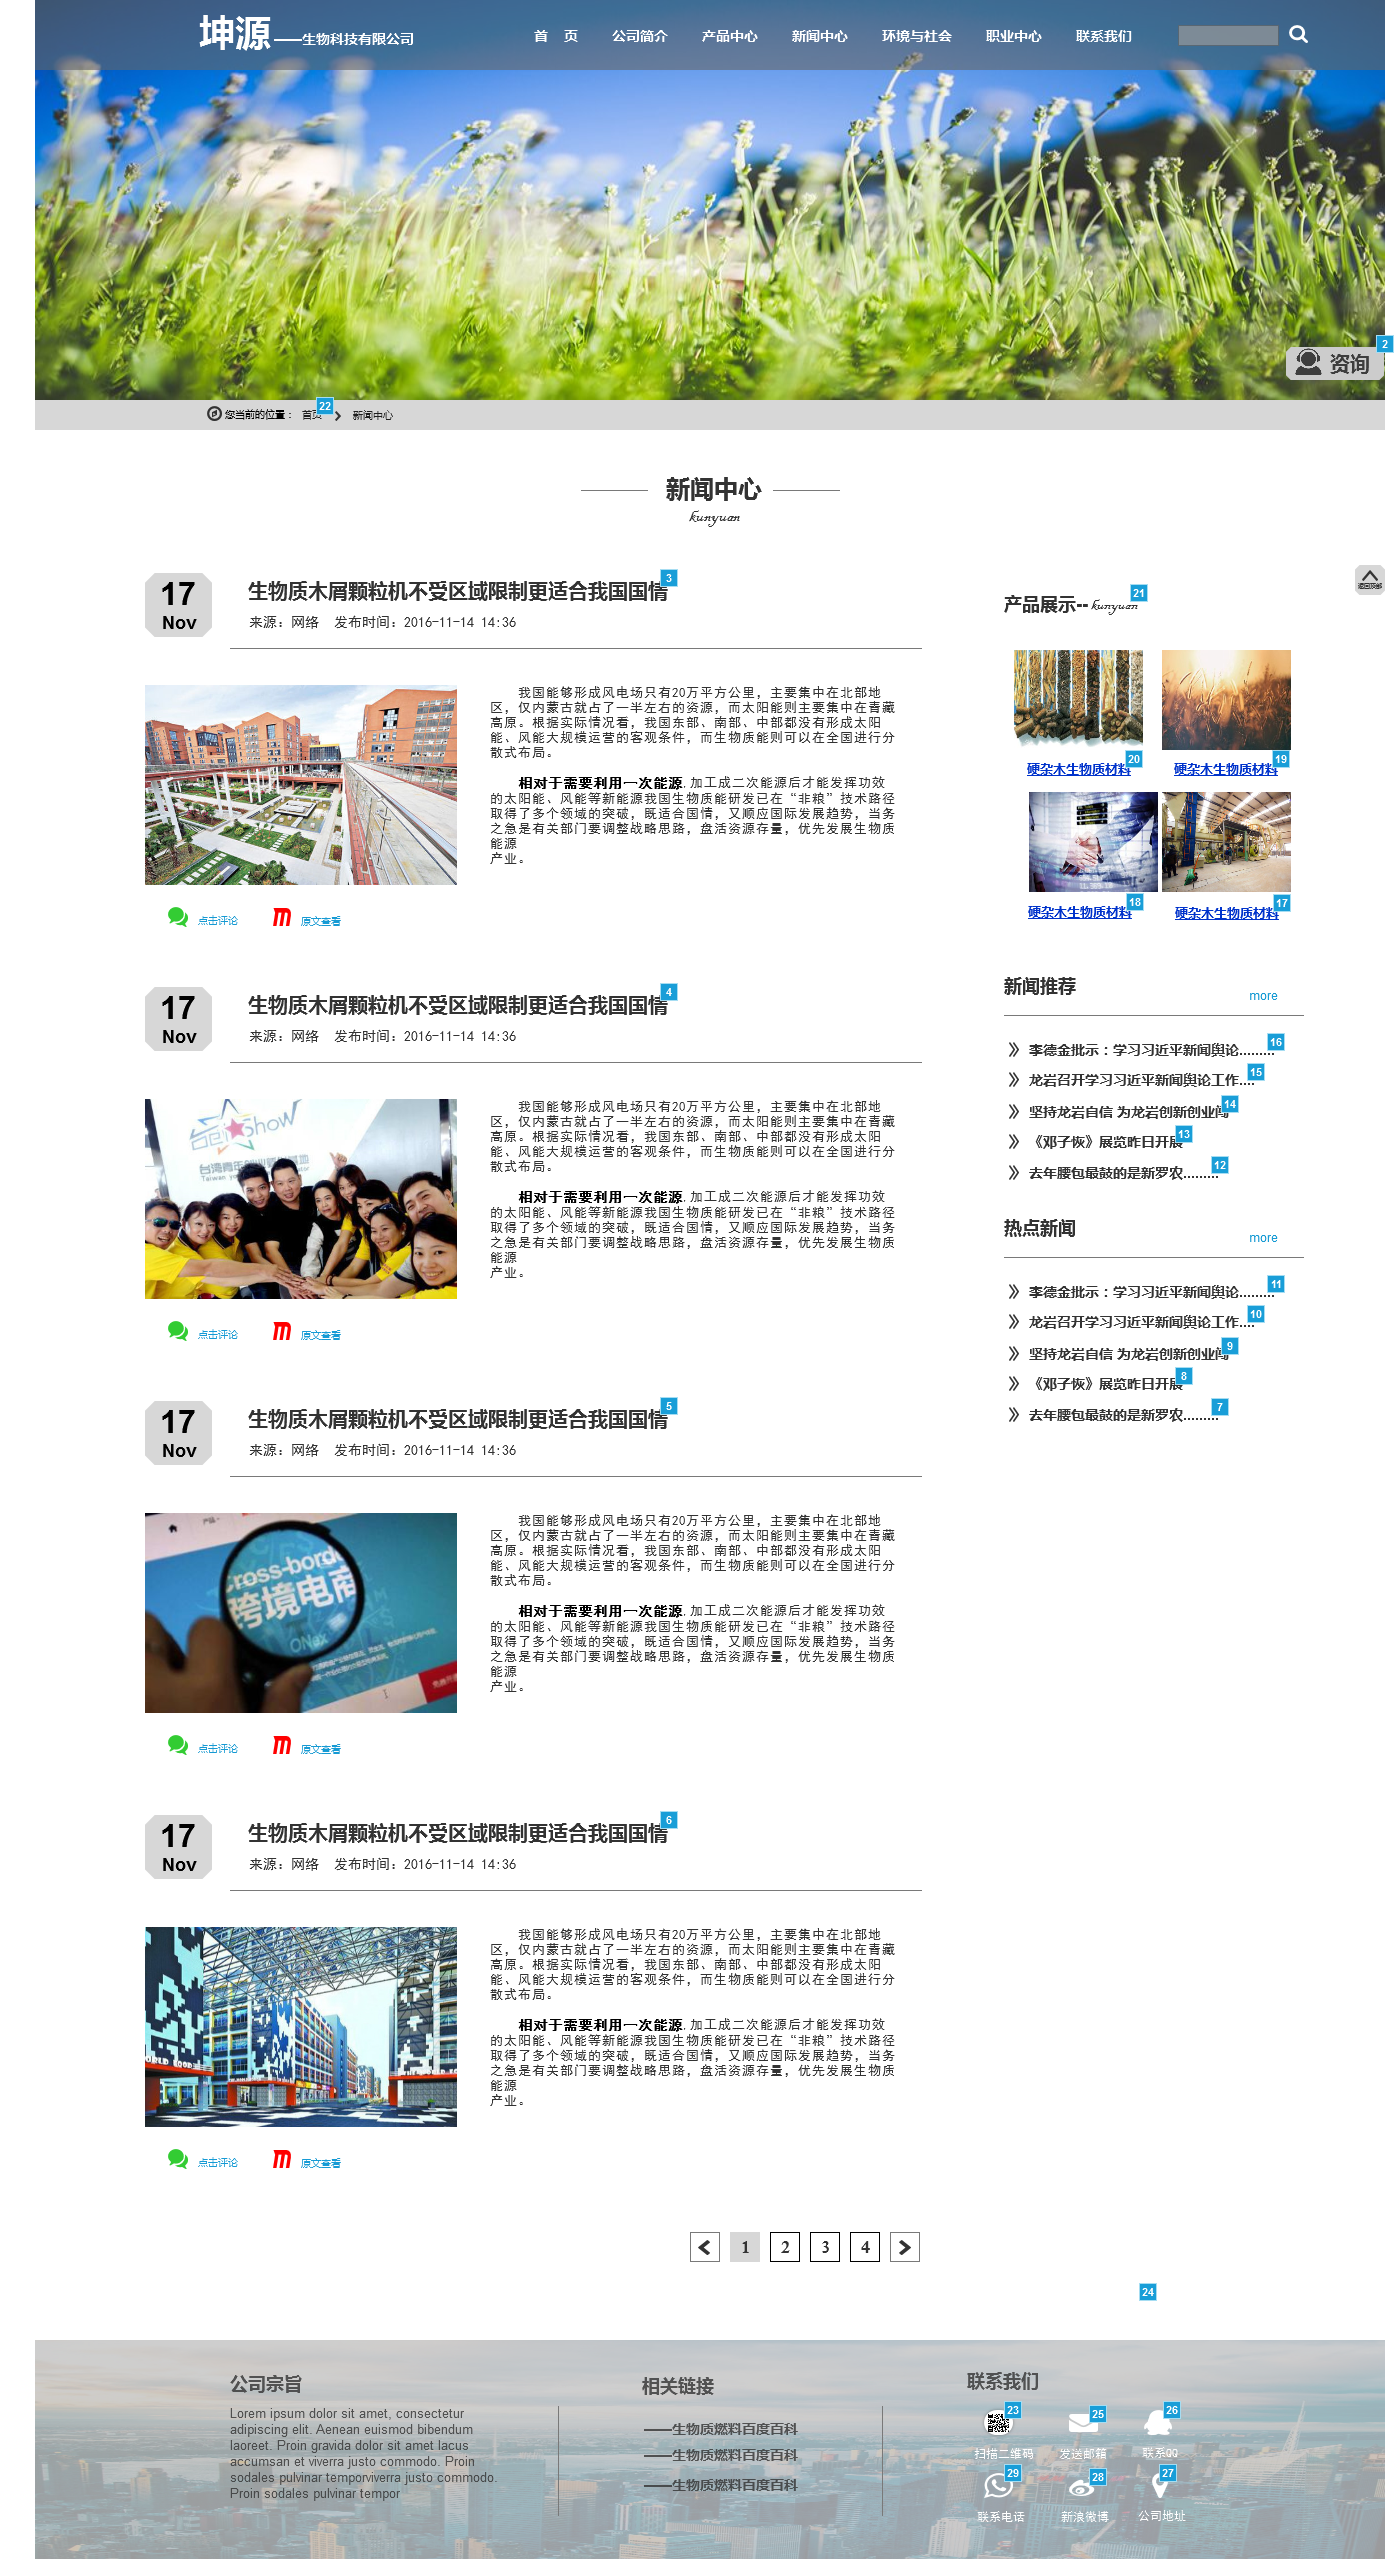 坤源 ——生物科技有限公司
首 页 公司简介 产品中心 新闻中心 环境与社会 职业中心 联系我们
2
资询
您当前的位置： 首页 22 新闻中心
新闻中心
kunyuan
17
Nov
生物质木屑颗粒机不受区域限制更适合我国国情 3
来源：网络 发布时间：2016-11-14 14:36
我国能够形成风电场只有20万平方公里，主要集中在北部地
区，仅内蒙古就占了一半左右的资源，而太阳能则主要集中在青藏
高原。根据实际情况看，我国东部、南部、中部都没有形成太阳
能、风能大规模运营的客观条件，而生物质能则可以在全国进行分
散式布局。
相对于需要利用一次能源，加工成二次能源后才能发挥功效
的太阳能、风能等新能源我国生物质能研发已在“非粮”技术路径
取得了多个领域的突破，既适合国情，又顺应国际发展趋势，当务
之急是有关部门要调整战略思路，盘活资源存量，优先发展生物质
能源
产业。
点击评论 原文查看
17
Nov
生物质木屑颗粒机不受区域限制更适合我国国情 4
来源：网络 发布时间：2016-11-14 14:36
Show
台湾青年创业基地
我国能够形成风电场只有20万平方公里，主要集中在北部地
区，仅内蒙古就占了一半左右的资源，而太阳能则主要集中在青藏
高原。根据实际情况看，我国东部、南部、中部都没有形成太阳
能、风能大规模运营的客观条件，而生物质能则可以在全国进行分
散式布局。
相对于需要利用一次能源，加工成二次能源后才能发挥功效
的太阳能、风能等新能源我国生物质能研发已在“非粮”技术路径
取得了多个领域的突破，既适合国情，又顺应国际发展趋势，当务
之急是有关部门要调整战略思路，盘活资源存量，优先发展生物质
能源
产业。
点击评论 原文查看
17
Nov
生物质木屑颗粒机不受区域限制更适合我国国情 5
来源：网络 发布时间：2016-11-14 14:36
cross-border
跨境电商
ONex
我国能够形成风电场只有20万平方公里，主要集中在北部地
区，仅内蒙古就占了一半左右的资源，而太阳能则主要集中在青藏
高原。根据实际情况看，我国东部、南部、中部都没有形成太阳
能、风能大规模运营的客观条件，而生物质能则可以在全国进行分
散式布局。
相对于需要利用一次能源，加工成二次能源后才能发挥功效
的太阳能、风能等新能源我国生物质能研发已在“非粮”技术路径
取得了多个领域的突破，既适合国情，又顺应国际发展趋势，当务
之急是有关部门要调整战略思路，盘活资源存量，优先发展生物质
能源
产业。
点击评论 原文查看
17
Nov
生物质木屑颗粒机不受区域限制更适合我国国情 6
来源：网络 发布时间：2016-11-14 14:36
我国能够形成风电场只有20万平方公里，主要集中在北部地
区，仅内蒙古就占了一半左右的资源，而太阳能则主要集中在青藏
高原。根据实际情况看，我国东部、南部、中部都没有形成太阳
能、风能大规模运营的客观条件，而生物质能则可以在全国进行分
散式布局。
相对于需要利用一次能源，加工成二次能源后才能发挥功效
的太阳能、风能等新能源我国生物质能研发已在“非粮”技术路径
取得了多个领域的突破，既适合国情，又顺应国际发展趋势，当务
之急是有关部门要调整战略思路，盘活资源存量，优先发展生物质
能源
产业。
点击评论 原文查看
1 2 3 4
产品展示-- kunyuan 21
返回顶部
硬杂木生物质材料 20 硬杂木生物质材料 19
硬杂木生物质材料 18 硬杂木生物质材料 17
新闻推荐
more
》 李德金批示：学习习近平新闻舆论......... 16
》 龙岩召开学习习近平新闻舆论工作.... 15
》 坚持龙岩自信 为龙岩创新创业闯 14
》 《邓子恢》展览昨日开展 13
》 去年腰包最鼓的是新罗农......... 12
热点新闻
more
》 李德金批示：学习习近平新闻舆论......... 11
》 龙岩召开学习习近平新闻舆论工作.... 10
》 坚持龙岩自信 为龙岩创新创业闯 9
》 《邓子恢》展览昨日开展 8
》 去年腰包最鼓的是新罗农......... 7
24
公司宗旨
Lorem ipsum dolor sit amet, consectetur
adipiscing elit. Aenean euismod bibendum
laoreet. Proin gravida dolor sit amet lacus
accumsan et viverra justo commodo. Proin
sodales pulvinar temporviverra justo commodo.
Proin sodales pulvinar tempor
相关链接
——生物质燃料百度百科
——生物质燃料百度百科
——生物质燃料百度百科
联系我们
23 25 26
扫描二维码 发送邮箱 联系QQ
29 28 27
联系电话 新浪微博 公司地址